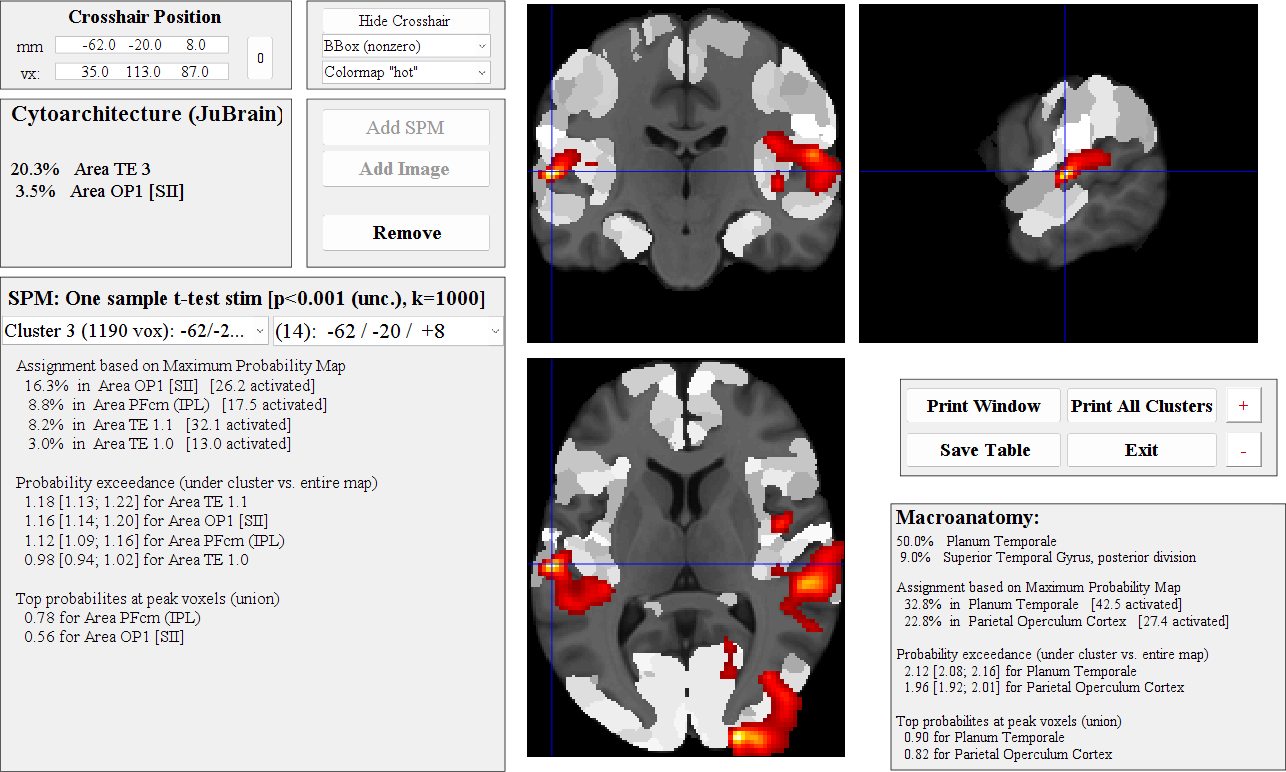 Crosshair Position
mm -62.0 -20.0 8.0
vx: 35.0 113.0 87.0
0
Hide Crosshair
BBox (nonzero)
Colormap "hot"
Cytoarchitecture (JuBrain)
20.3% Area TE 3
3.5% Area OP1 [SII]
Add SPM
Add Image
Remove
SPM: One sample t-test stim [p<0.001 (unc.), k=1000]
Cluster 3 (1190 vox): -62/-2... (14): -62 / -20 / +8
Assignment based on Maximum Probability Map
16.3% in Area OP1 [SII] [26.2 activated]
8.8% in Area PFcm (IPL) [17.5 activated]
8.2% in Area TE 1.1 [32.1 activated]
3.0% in Area TE 1.0 [13.0 activated]
Probability exceedance (under cluster vs. entire map)
1.18 [1.13; 1.22] for Area TE 1.1
1.16 [1.14; 1.20] for Area OP1 [SII]
1.12 [1.09; 1.16] for Area PFcm (IPL)
0.98 [0.94; 1.02] for Area TE 1.0
Top probabilites at peak voxels (union)
0.78 for Area PFcm (IPL)
0.56 for Area OP1 [SII]
Print Window Print All Clusters +
Save Table Exit -
Macroanatomy:
50.0% Planum Temporale
9.0% Superior Temporal Gyrus, posterior division
Assignment based on Maximum Probability Map
32.8% in Planum Temporale [42.5 activated]
22.8% in Parietal Operculum Cortex [27.4 activated]
Probability exceedance (under cluster vs. entire map)
2.12 [2.08; 2.16] for Planum Temporale
1.96 [1.92; 2.01] for Parietal Operculum Cortex
Top probabilites at peak voxels (union)
0.90 for Planum Temporale
0.82 for Parietal Operculum Cortex